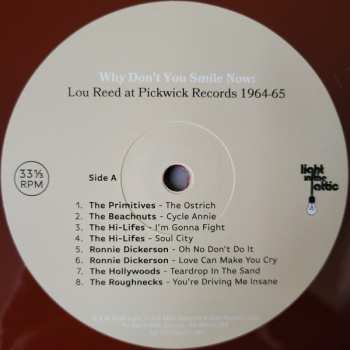 Why Don't You Smile Now:
Lou Reed at Pickwick Records 1964-65
33⅓
RPM
Side A
light
in the
attic
1. The Primitives - The Ostrich
2. The Beachnuts - Cycle Annie
3. The Hi-Lifes - I'm Gonna Fight
4. The Hi-Lifes - Soul City
5. Ronnie Dickerson - Oh No Don't Do It
6. Ronnie Dickerson - Love Can Make You Cry
7. The Hollywoods - Teardrop In The Sand
8. The Roughnecks - You're Driving Me Insane